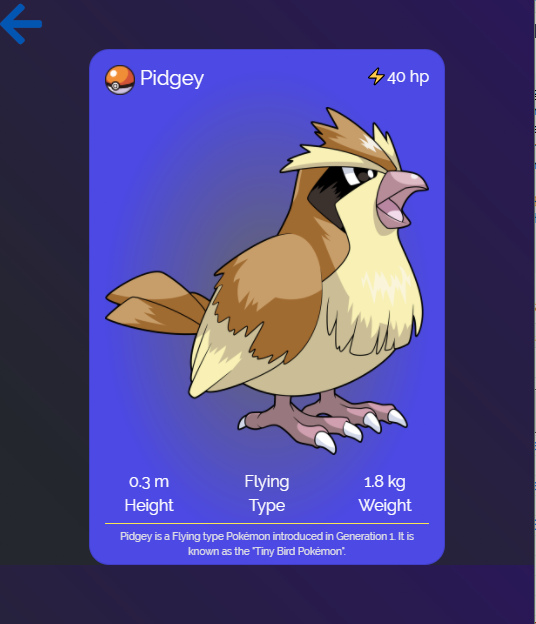 Pidgey
40 hp
0.3 m Flying 1.8 kg
Height Type Weight
Pidgey is a Flying type Pokémon introduced in Generation 1. It is
known as the "Tiny Bird Pokémon".